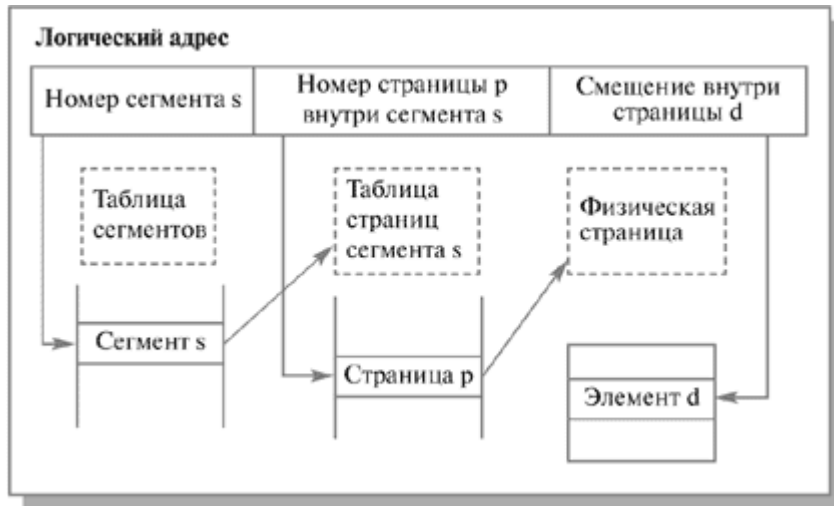 Логический адрес
Номер сегмента s
Номер страницы p
внутри сегмента s
Смещение внутри
страницы d
Таблица
сегментов
Таблица
страниц
сегмента s
Физическая
страница
Сегмент s
Страница p
Элемент d